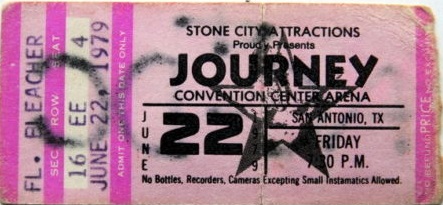 FL. BLEACHER
SEC ROW SEAT
16 EE 4
JUNE 22, 1979
ADMIT ONE THIS DATE ONLY
STONE CITY ATTRACTIONS
Proudly Presents
JOURNEY
CONVENTION CENTER ARENA
JUNE
22
1979
SAN ANTONIO, TX
FRIDAY
7:30 P.M.
No Bottles, Recorders, Cameras Excepting Small Instamatics Allowed.
PRICE